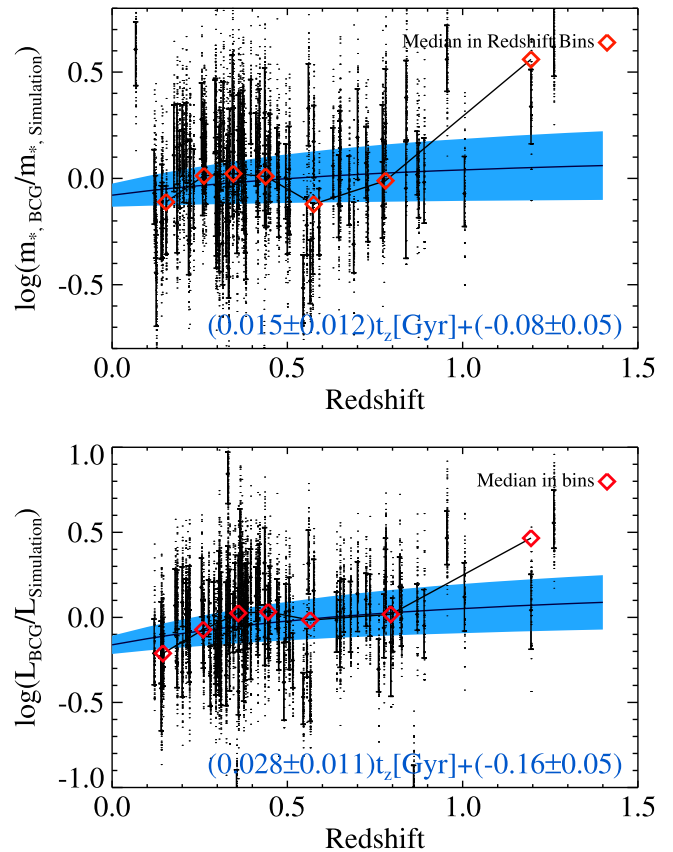 0.5
0.0
-0.5
log(m*, BCG/m*, Simulation)
Median in Redshift Bins
(0.015±0.012)tz[Gyr]+(-0.08±0.05)
0.0 0.5 1.0 1.5
Redshift
1.0
0.5
0.0
-0.5
-1.0
log(LBCG/LSimulation)
Median in bins
(0.028±0.011)tz[Gyr]+(-0.16±0.05)
0.0 0.5 1.0 1.5
Redshift